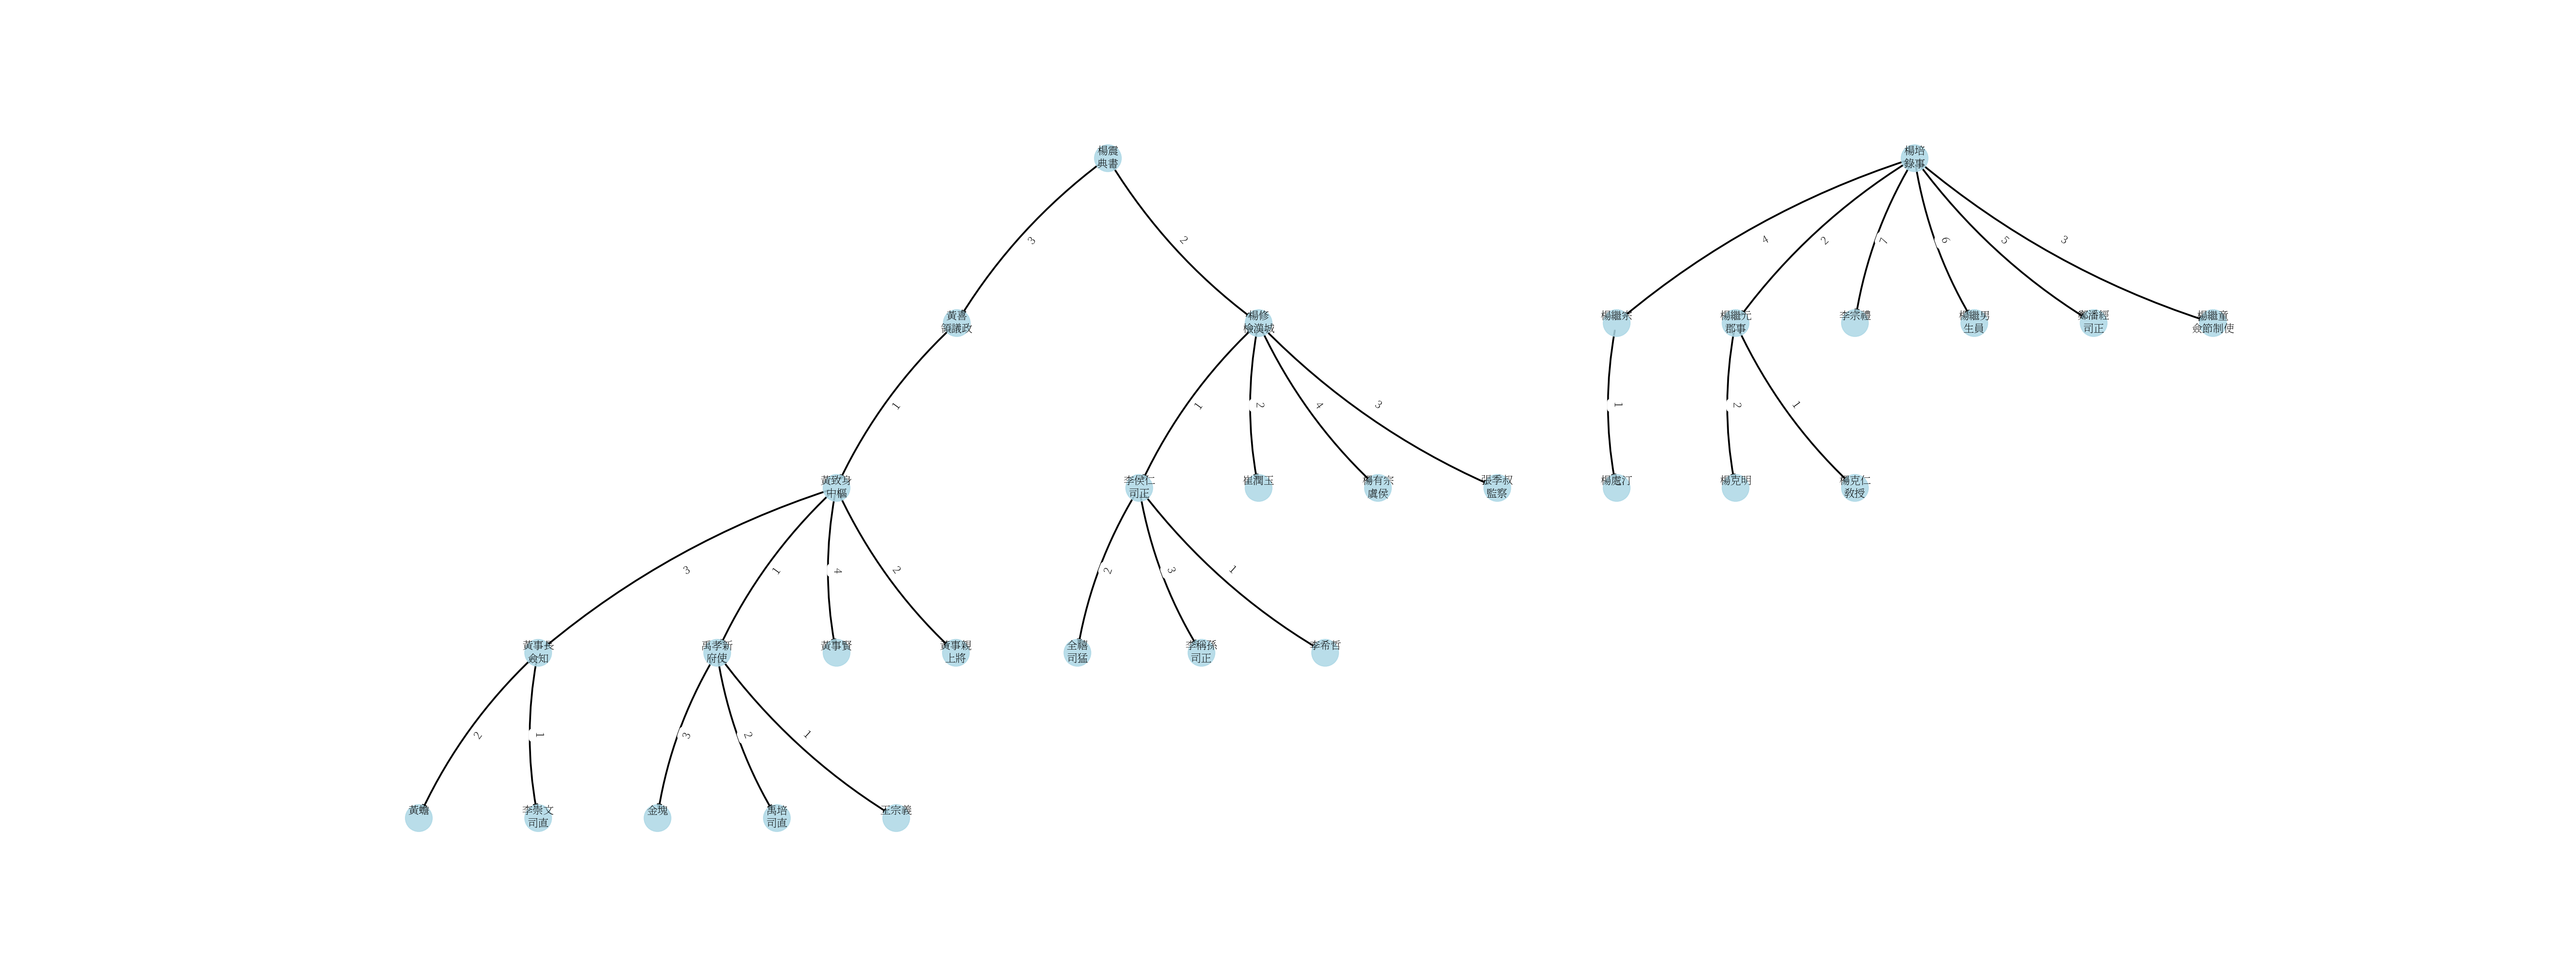 楊震
典書
楊培
錄事
3
2
4
2
7
6
5
3
黃喜
領議政
楊修
檢漢城
楊繼宗
楊繼元
郡事
李宗禮
楊繼男
生員
鄭潘經
司正
楊繼童
僉節制使
1
1
2
4
3
1
2
1
黃致身
中樞
李侯仁
司正
崔潤玉
楊有宗
虞侯
張季叔
監察
楊處汀
楊克明
楊克仁
敎授
3
1
4
2
2
3
1
黃事長
僉知
禹孝新
府使
黃事賢
黃事親
上將
全禧
司猛
李稱孫
司正
李希哲
2
1
3
2
1
黃蟾
李崇文
司直
金塊
禹培
司直
王宗義